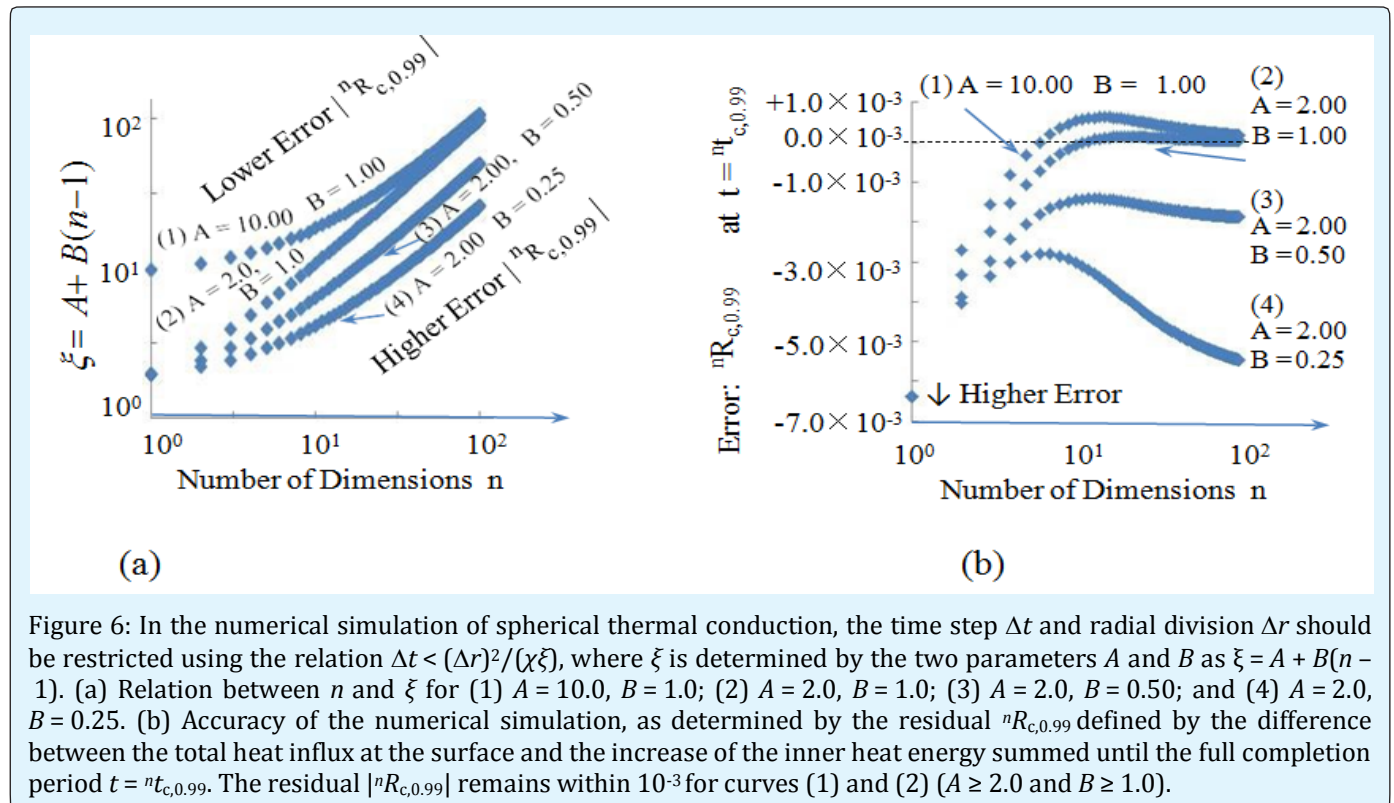 Lower Error | ⁿR_c,0.99 |
10²
ξ = A + B(n−1)
(1) A = 10.00 B = 1.00
(3) A = 2.00, B = 0.50
10¹
(2) A = 2.0,
B = 1.0
(4) A = 2.00 B = 0.25
Higher Error | ⁿR_c,0.99 |
10⁰
10⁰ 10¹ 10²
Number of Dimensions n
(a)
Error: ⁿR_c,0.99 at t = ⁿt_c,0.99
(1) A = 10.00 B = 1.00
+1.0 × 10⁻³
0.0 × 10⁻³
-1.0 × 10⁻³
-3.0 × 10⁻³
-5.0 × 10⁻³
-7.0 × 10⁻³
(2)
A = 2.00
B = 1.00
(3)
A = 2.00
B = 0.50
(4)
A = 2.00
B = 0.25
↓ Higher Error
10⁰ 10¹ 10²
Number of Dimensions n
(b)
Figure 6: In the numerical simulation of spherical thermal conduction, the time step Δt and radial division Δr should
be restricted using the relation Δt < (Δr)²/(χξ), where ξ is determined by the two parameters A and B as ξ = A + B(n –
1). (a) Relation between n and ξ for (1) A = 10.0, B = 1.0; (2) A = 2.0, B = 1.0; (3) A = 2.0, B = 0.50; and (4) A = 2.0,
B = 0.25. (b) Accuracy of the numerical simulation, as determined by the residual ⁿR_c,0.99 defined by the difference
between the total heat influx at the surface and the increase of the inner heat energy summed until the full completion
period t = ⁿt_c,0.99. The residual |ⁿR_c,0.99| remains within 10⁻³ for curves (1) and (2) (A ≥ 2.0 and B ≥ 1.0).